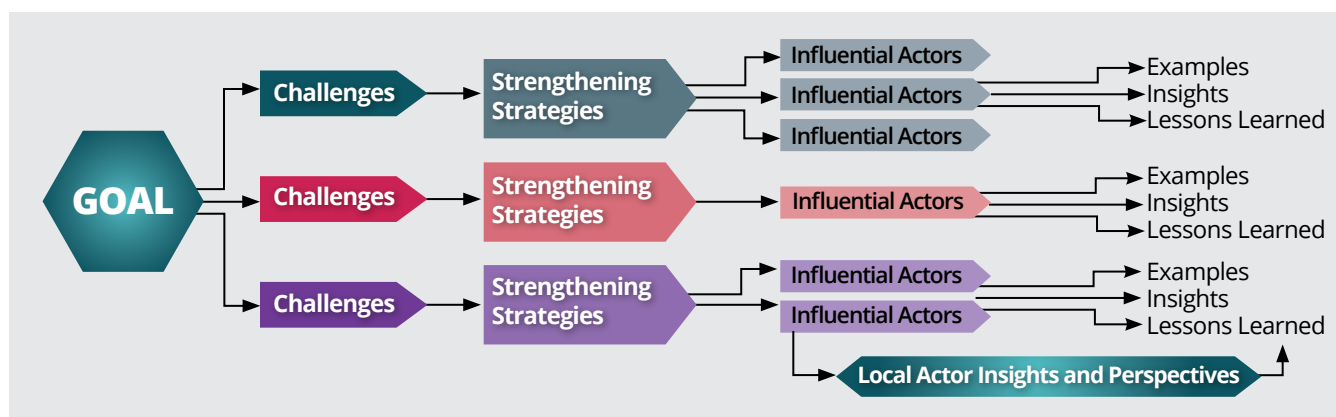 GOAL
Challenges
Strengthening
Strategies
Influential Actors
Influential Actors
Influential Actors
Examples
Insights
Lessons Learned
Challenges
Strengthening
Strategies
Influential Actors
Examples
Insights
Lessons Learned
Challenges
Strengthening
Strategies
Influential Actors
Influential Actors
Examples
Insights
Lessons Learned
Local Actor Insights and Perspectives